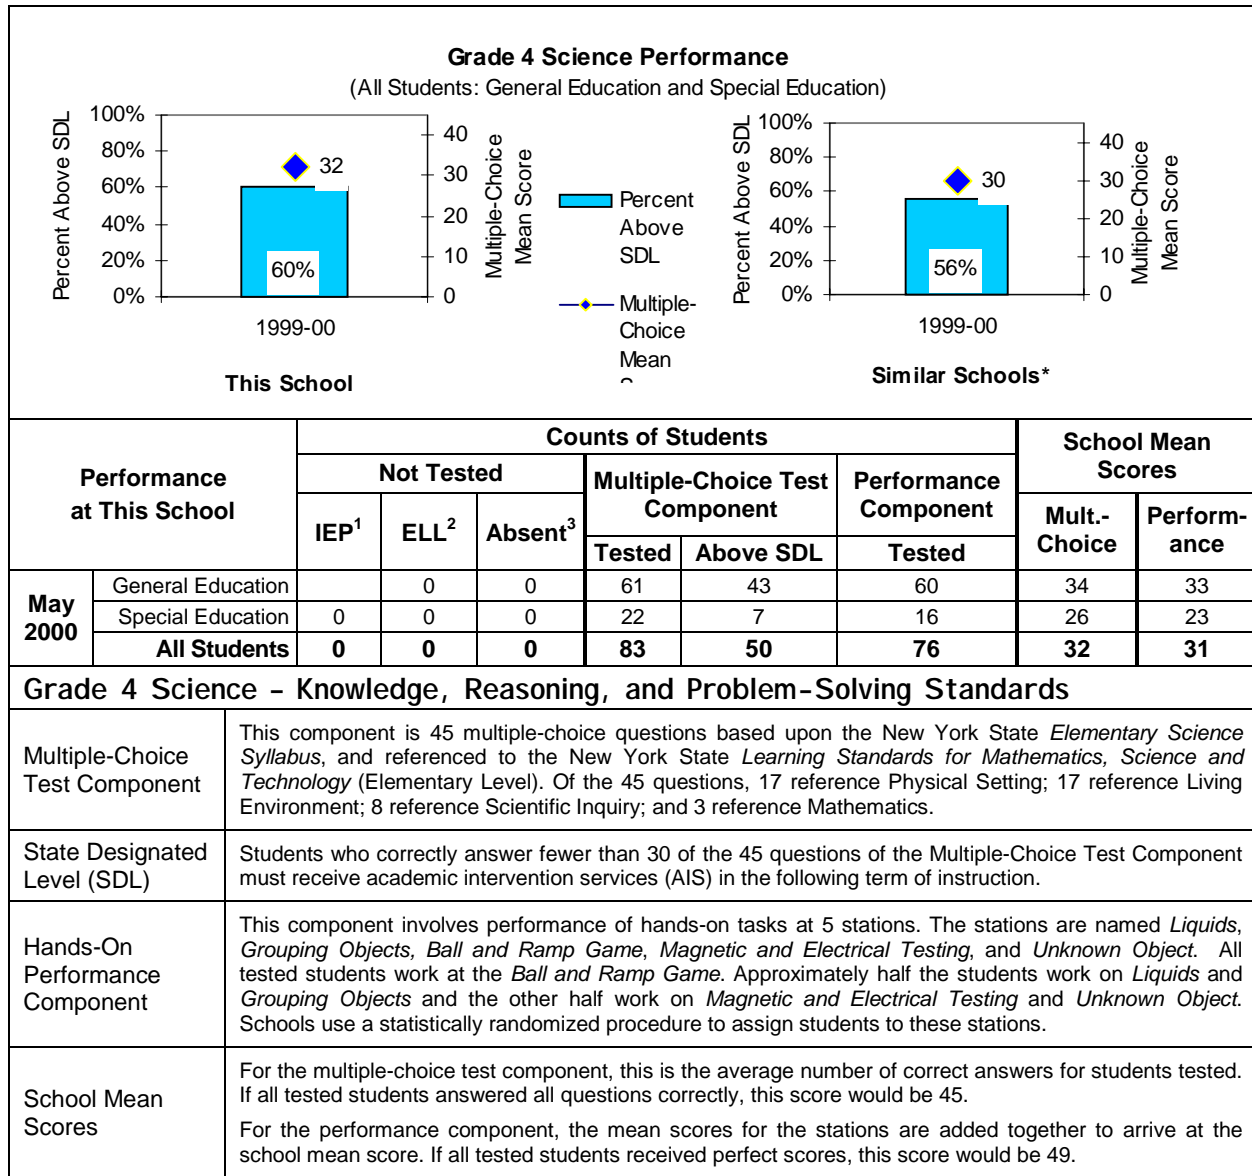 Grade 4 Science Performance
(All Students: General Education and Special Education)
Percent Above SDL
100%
80%
60%
40%
20%
0%
32
60%
40
30
20
10
0
Multiple-Choice
Mean Score
1999-00
This School
Percent
Above
SDL
Multiple-
Choice
Mean
Percent Above SDL
100%
80%
60%
40%
20%
0%
30
56%
40
30
20
10
0
Multiple-Choice
Mean Score
1999-00
Similar Schools*
Performance
at This School
Counts of Students
School Mean
Scores
Not Tested
Multiple-Choice Test
Component
Performance
Component
IEP1 ELL2 Absent3
Tested Above SDL Tested
Mult.-
Choice
Perform-
ance
May
2000
General Education 0 0 61 43 60 34 33
Special Education 0 0 0 22 7 16 26 23
All Students 0 0 0 83 50 76 32 31
Grade 4 Science – Knowledge, Reasoning, and Problem-Solving Standards
Multiple-Choice
Test Component
This component is 45 multiple-choice questions based upon the New York State Elementary Science
Syllabus, and referenced to the New York State Learning Standards for Mathematics, Science and
Technology (Elementary Level). Of the 45 questions, 17 reference Physical Setting; 17 reference Living
Environment; 8 reference Scientific Inquiry; and 3 reference Mathematics.
State Designated
Level (SDL)
Students who correctly answer fewer than 30 of the 45 questions of the Multiple-Choice Test Component
must receive academic intervention services (AIS) in the following term of instruction.
Hands-On
Performance
Component
This component involves performance of hands-on tasks at 5 stations. The stations are named Liquids,
Grouping Objects, Ball and Ramp Game, Magnetic and Electrical Testing, and Unknown Object. All
tested students work at the Ball and Ramp Game. Approximately half the students work on Liquids and
Grouping Objects and the other half work on Magnetic and Electrical Testing and Unknown Object.
Schools use a statistically randomized procedure to assign students to these stations.
School Mean
Scores
For the multiple-choice test component, this is the average number of correct answers for students tested.
If all tested students answered all questions correctly, this score would be 45.
For the performance component, the mean scores for the stations are added together to arrive at the
school mean score. If all tested students received perfect scores, this score would be 49.